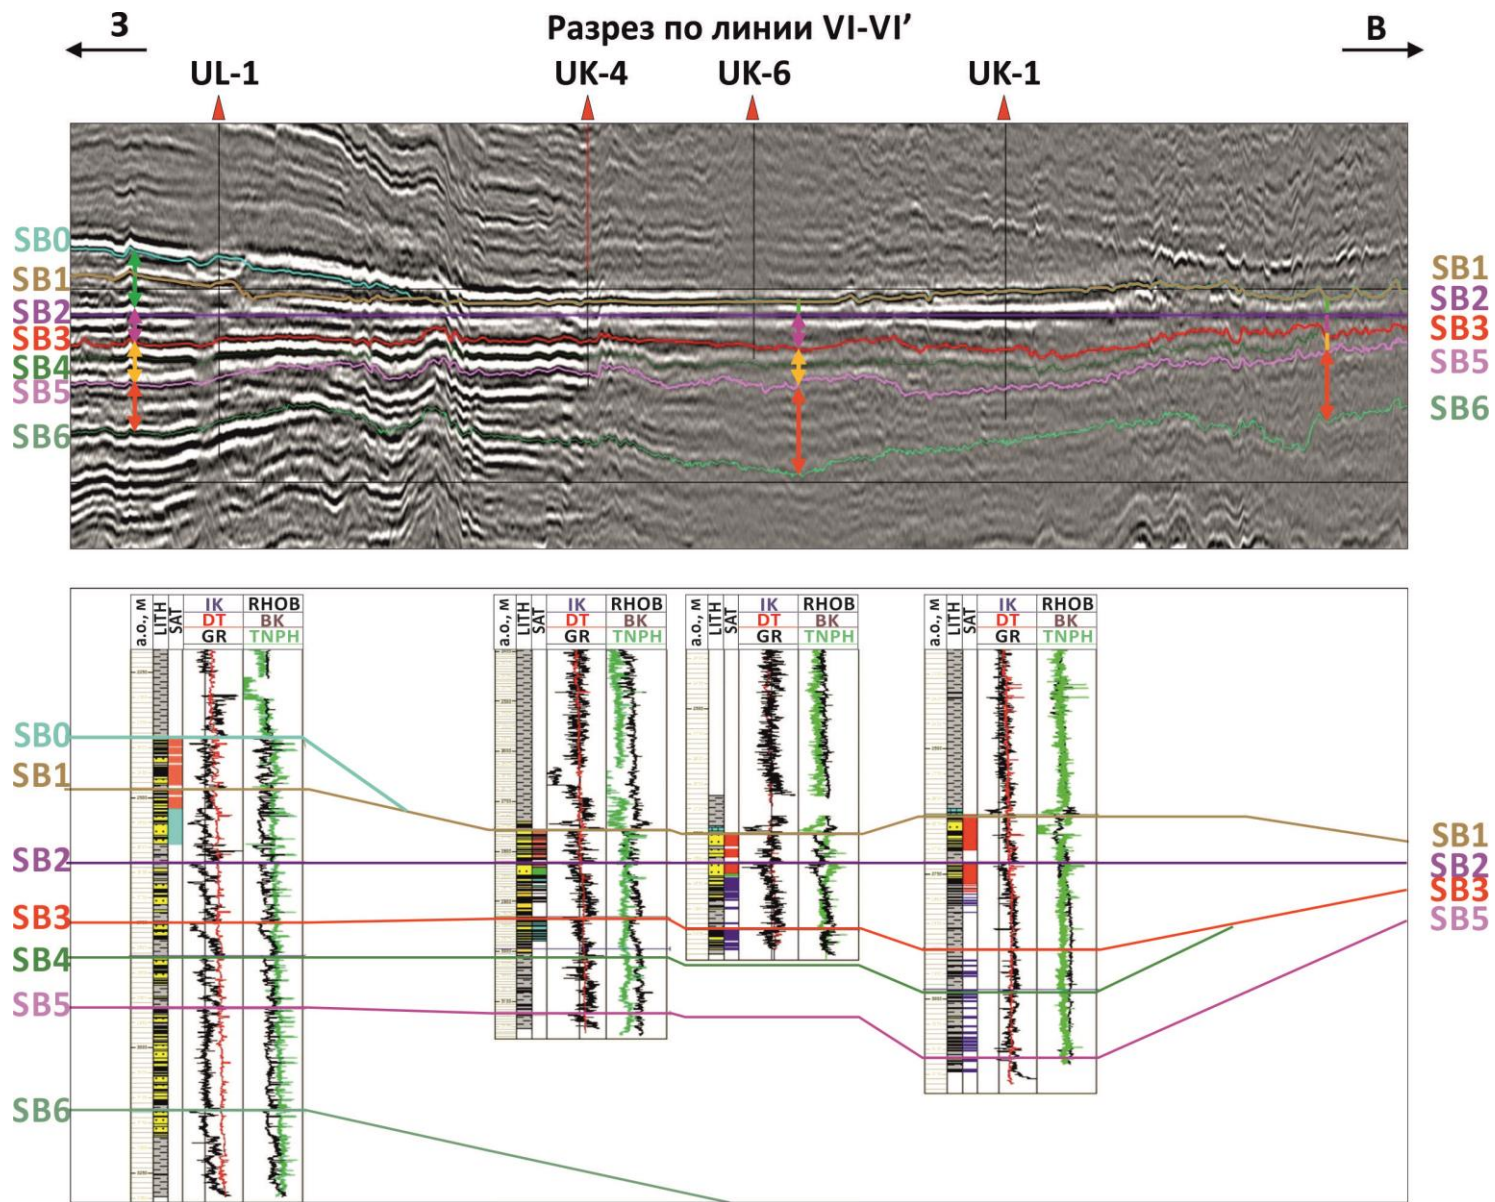 Разрез по линии VI-VI’
З
В
UL-1
UK-4
UK-6
UK-1
SB0
SB1
SB2
SB3
SB4
SB5
SB6
SB1
SB2
SB3
SB5
SB6
а.о., м LITH SAT IK RHOB
DT BK
GR TNPH
а.о., м LITH SAT IK RHOB
DT BK
GR TNPH
а.о., м LITH SAT IK RHOB
DT BK
GR TNPH
а.о., м LITH SAT IK RHOB
DT BK
GR TNPH
SB0
SB1
SB2
SB3
SB4
SB5
SB6
SB1
SB2
SB3
SB5